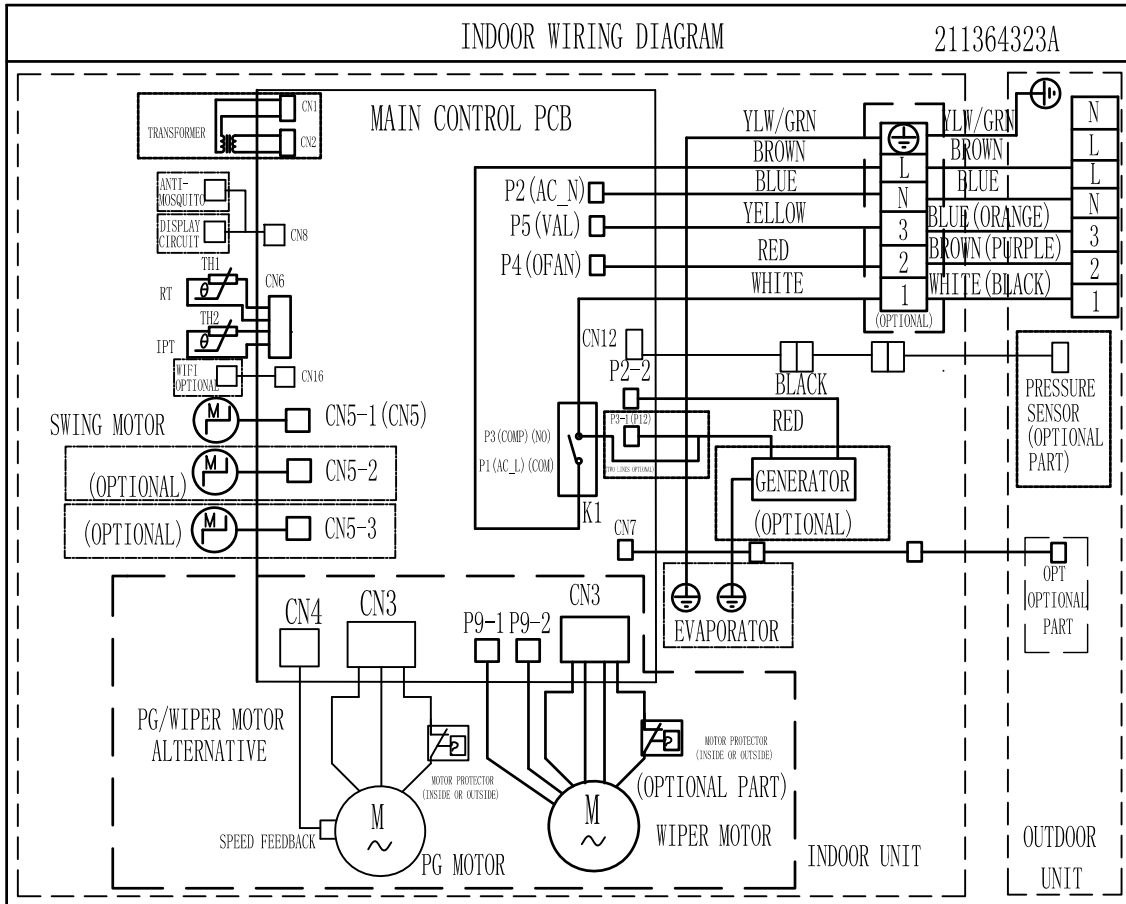 INDOOR WIRING DIAGRAM
211364323A
MAIN CONTROL PCB
TRANSFORMER
CN1
CN2
ANTI-
MOSQUITO
DISPLAY
CIRCUIT
CN8
TH1
RT
CN6
TH2
IPT
WIFI
OPTIONAL
CN16
SWING MOTOR
M
CN5-1(CN5)
(OPTIONAL)
M
CN5-2
(OPTIONAL)
M
CN5-3
P2(AC_N)
P5(VAL)
P4(OFAN)
YLW/GRN
BROWN
BLUE
YELLOW
RED
WHITE
L
N
3
2
1
(OPTIONAL)
YLW/GRN
BROWN
BLUE
BLUE(ORANGE)
BROWN(PURPLE)
WHITE(BLACK)
N
L
L
N
3
2
1
CN12
P2-2
BLACK
P3-1(P12)
RED
(TWO LINES OPTIONAL)
P3(COMP)(NO)
P1(AC_L)(COM)
K1
GENERATOR
(OPTIONAL)
PRESSURE
SENSOR
(OPTIONAL
PART)
CN7
OPT
OPTIONAL
PART
EVAPORATOR
CN4
CN3
P9-1
P9-2
CN3
PG/WIPER MOTOR
ALTERNATIVE
MOTOR PROTECTOR
(INSIDE OR OUTSIDE)
MOTOR PROTECTOR
(INSIDE OR OUTSIDE)
(OPTIONAL PART)
M
SPEED FEEDBACK
PG MOTOR
M
WIPER MOTOR
INDOOR UNIT
OUTDOOR
UNIT